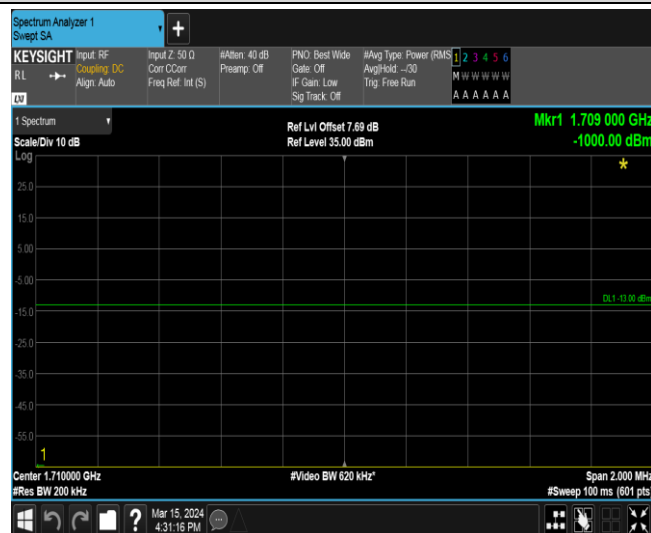 Spectrum Analyzer 1
Swept SA
+
KEYSIGHT
RL
LXI
Input: RF
Coupling: DC
Align: Auto
Input Z: 50 Ω
Corr CCorr
Freq Ref: Int (S)
#Atten: 40 dB
Preamp: Off
PNO: Best Wide
Gate: Off
IF Gain: Low
Sig Track: Off
#Avg Type: Power (RMS
Avg|Hold: --/30
Trig: Free Run
1 2 3 4 5 6
M W W W W W
A A A A A A
1 Spectrum
Scale/Div 10 dB
Log
Ref Lvl Offset 7.69 dB
Ref Level 35.00 dBm
Mkr1 1.709 000 GHz
-1000.00 dBm
*
25.0
15.0
5.00
-5.00
DL1 -13.00 dBm
-15.0
-25.0
-35.0
-45.0
-55.0
1
Center 1.710000 GHz
#Res BW 200 kHz
#Video BW 620 kHz*
Span 2.000 MHz
#Sweep 100 ms (601 pts)
?
Mar 15, 2024
4:31:16 PM